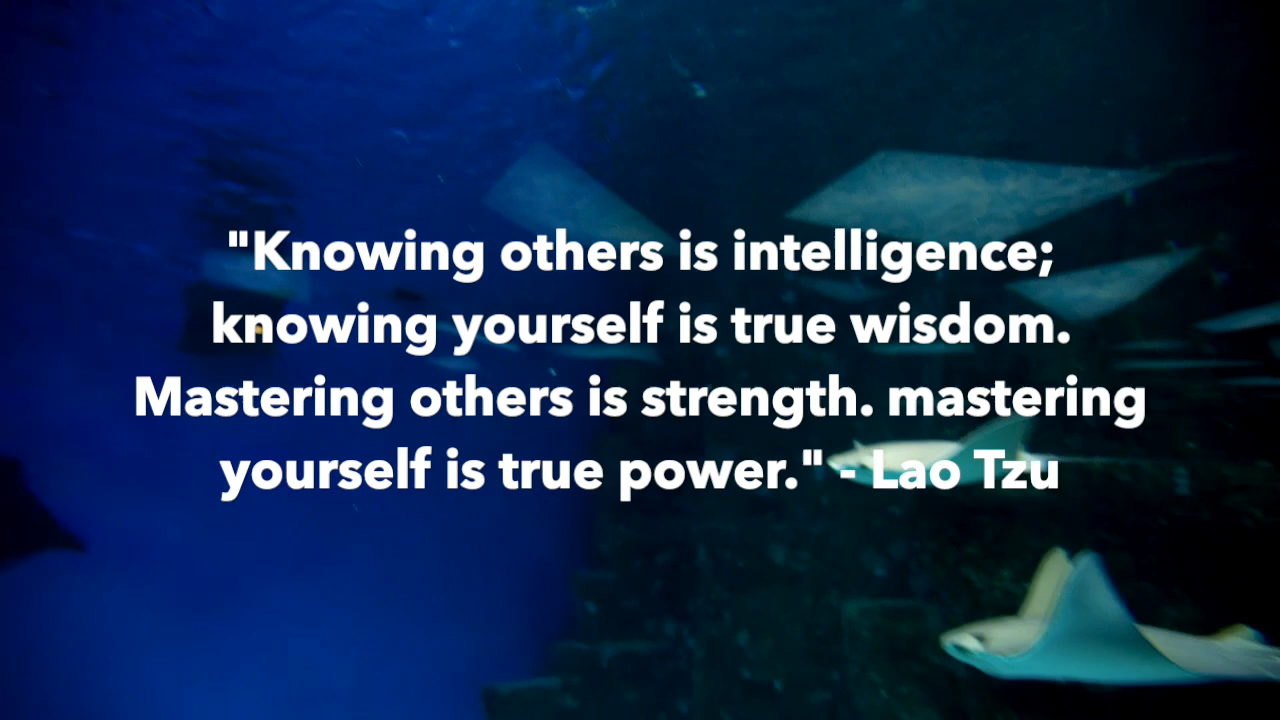 "Knowing others is intelligence;
knowing yourself is true wisdom.
Mastering others is strength. mastering
yourself is true power." - Lao Tzu